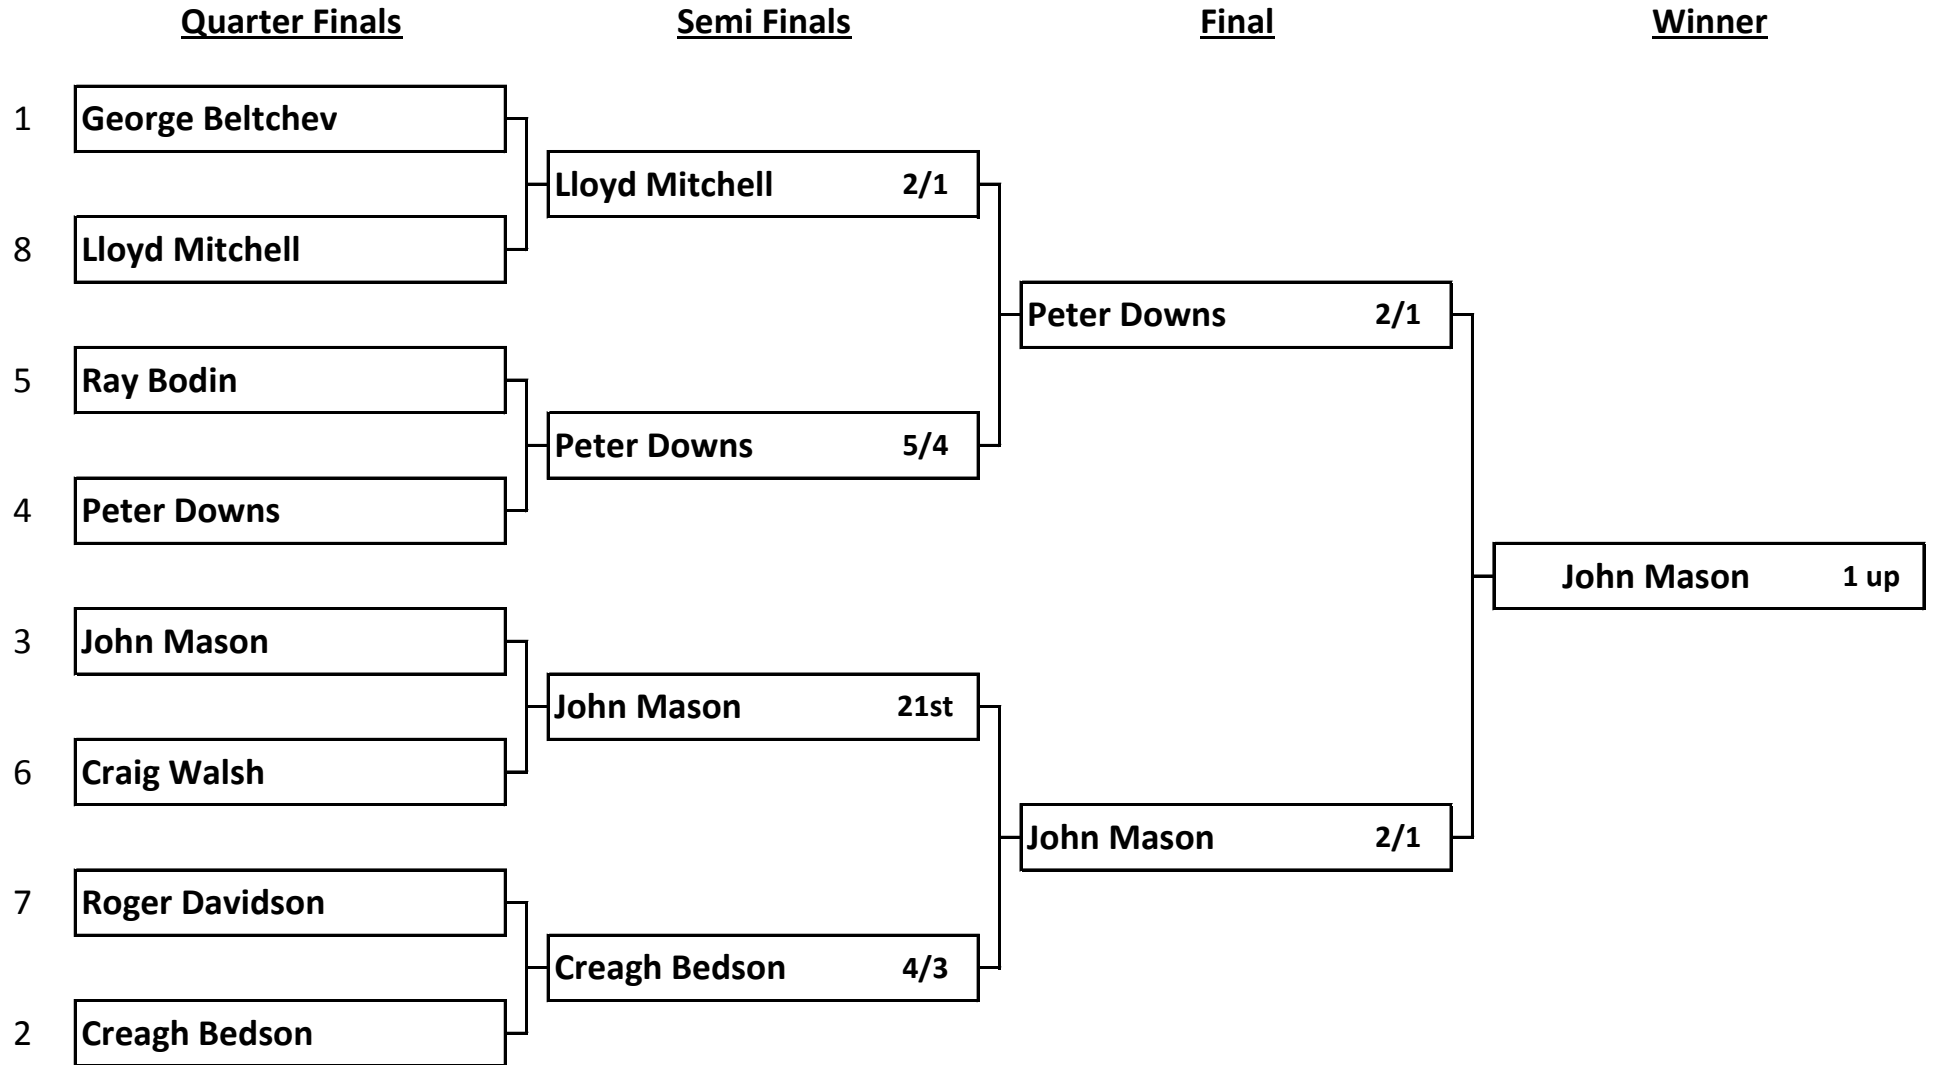 Quarter Finals Semi Finals Final Winner
1 George Beltchev
Lloyd Mitchell 2/1
8 Lloyd Mitchell
Peter Downs 2/1
5 Ray Bodin
Peter Downs 5/4
4 Peter Downs
John Mason 1 up
3 John Mason
John Mason 21st
6 Craig Walsh
John Mason 2/1
7 Roger Davidson
Creagh Bedson 4/3
2 Creagh Bedson